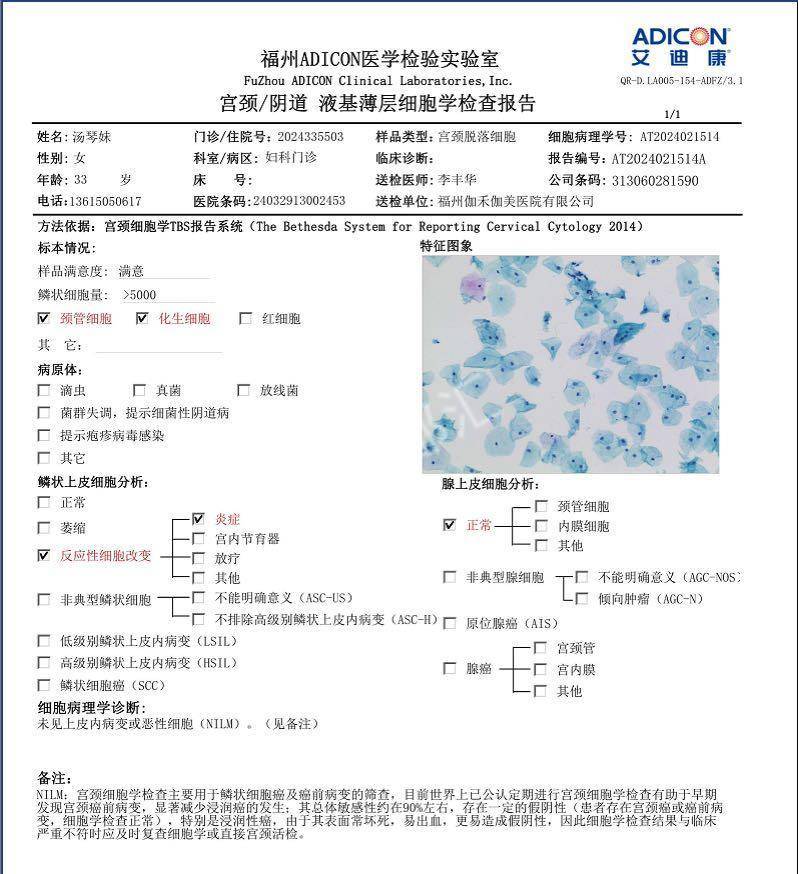 ADICON
艾迪康
QR-D.LA005-154-ADFZ/3.1
福州ADICON医学检验实验室
FuZhou ADICON Clinical Laboratories,Inc.
宫颈/阴道 液基薄层细胞学检查报告
1/1
姓名: 汤琴妹 门诊/住院号: 2024335503 样品类型: 宫颈脱落细胞 细胞病理学号: AT2024021514
性别: 女 科室/病区: 妇科门诊 临床诊断: 报告编号: AT2024021514A
年龄: 33 岁 床 号: 送检医师: 李丰华 公司条码: 313060281590
电话:13615050617 医院条码:24032913002453 送检单位: 福州伽禾伽美医院有限公司
方法依据: 宫颈细胞学TBS报告系统（The Bethesda System for Reporting Cervical Cytology 2014）
标本情况: 特征图象
样品满意度: 满意
鳞状细胞量: >5000
颈管细胞 化生细胞 红细胞
其 它:
病原体:
滴虫 真菌 放线菌
菌群失调，提示细菌性阴道病
提示疱疹病毒感染
其它
鳞状上皮细胞分析:
正常
萎缩
反应性细胞改变
炎症
宫内节育器
放疗
其他
非典型鳞状细胞
不能明确意义（ASC-US）
不排除高级别鳞状上皮内病变（ASC-H）
低级别鳞状上皮内病变（LSIL）
高级别鳞状上皮内病变（HSIL）
鳞状细胞癌（SCC）
腺上皮细胞分析:
正常
颈管细胞
内膜细胞
其他
非典型腺细胞
不能明确意义（AGC-NOS）
倾向肿瘤（AGC-N）
原位腺癌（AIS）
腺癌
宫颈管
宫内膜
其他
细胞病理学诊断:
未见上皮内病变或恶性细胞（NILM）。（见备注）
备注:
NILM: 宫颈细胞学检查主要用于鳞状细胞癌及癌前病变的筛查，目前世界上已公认定期进行宫颈细胞学检查有助于早期
发现宫颈癌前病变，显著减少浸润癌的发生；其总体敏感性约在90%左右，存在一定的假阴性（患者存在宫颈癌或癌前病
变，细胞学检查正常），特别是浸润性癌，由于其表面常坏死，易出血，更易造成假阴性，因此细胞学检查结果与临床
严重不符时应及时复查细胞学或直接宫颈活检。